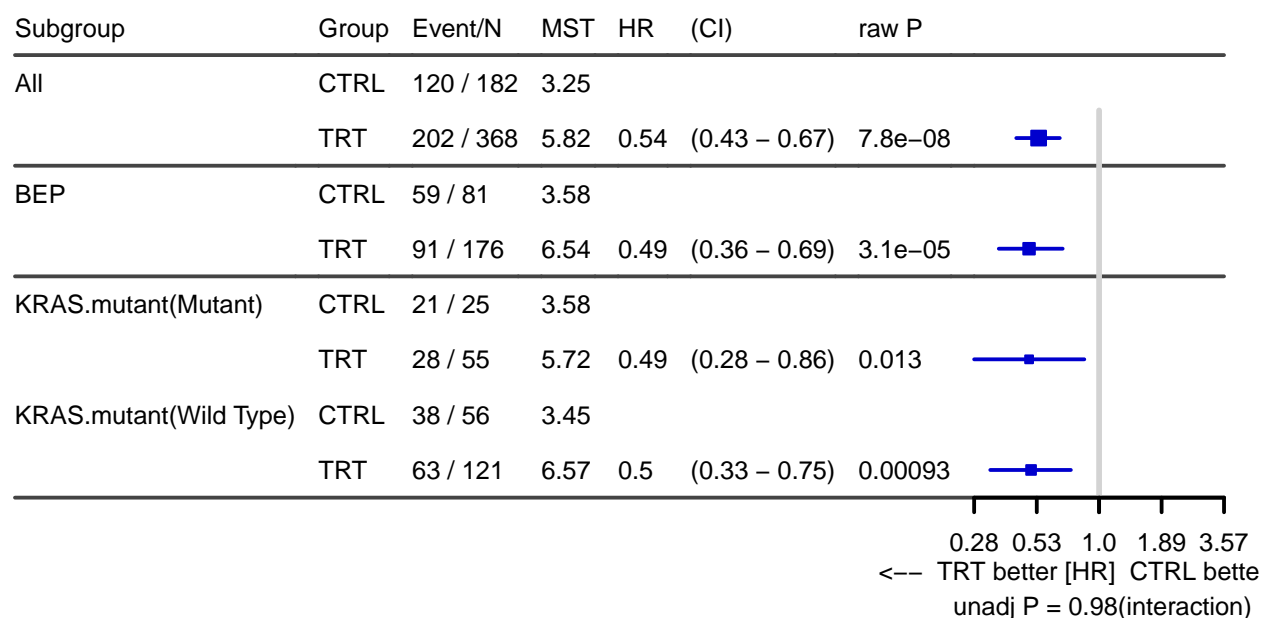 Subgroup Group Event/N MST HR (CI) raw P
All CTRL 120 / 182 3.25
TRT 202 / 368 5.82 0.54 (0.43 − 0.67) 7.8e−08
BEP CTRL 59 / 81 3.58
TRT 91 / 176 6.54 0.49 (0.36 − 0.69) 3.1e−05
KRAS.mutant(Mutant) CTRL 21 / 25 3.58
TRT 28 / 55 5.72 0.49 (0.28 − 0.86) 0.013
KRAS.mutant(Wild Type) CTRL 38 / 56 3.45
TRT 63 / 121 6.57 0.5 (0.33 − 0.75) 0.00093
0.28 0.53 1.0 1.89 3.57
<−− TRT better [HR] CTRL bette
unadj P = 0.98(interaction)